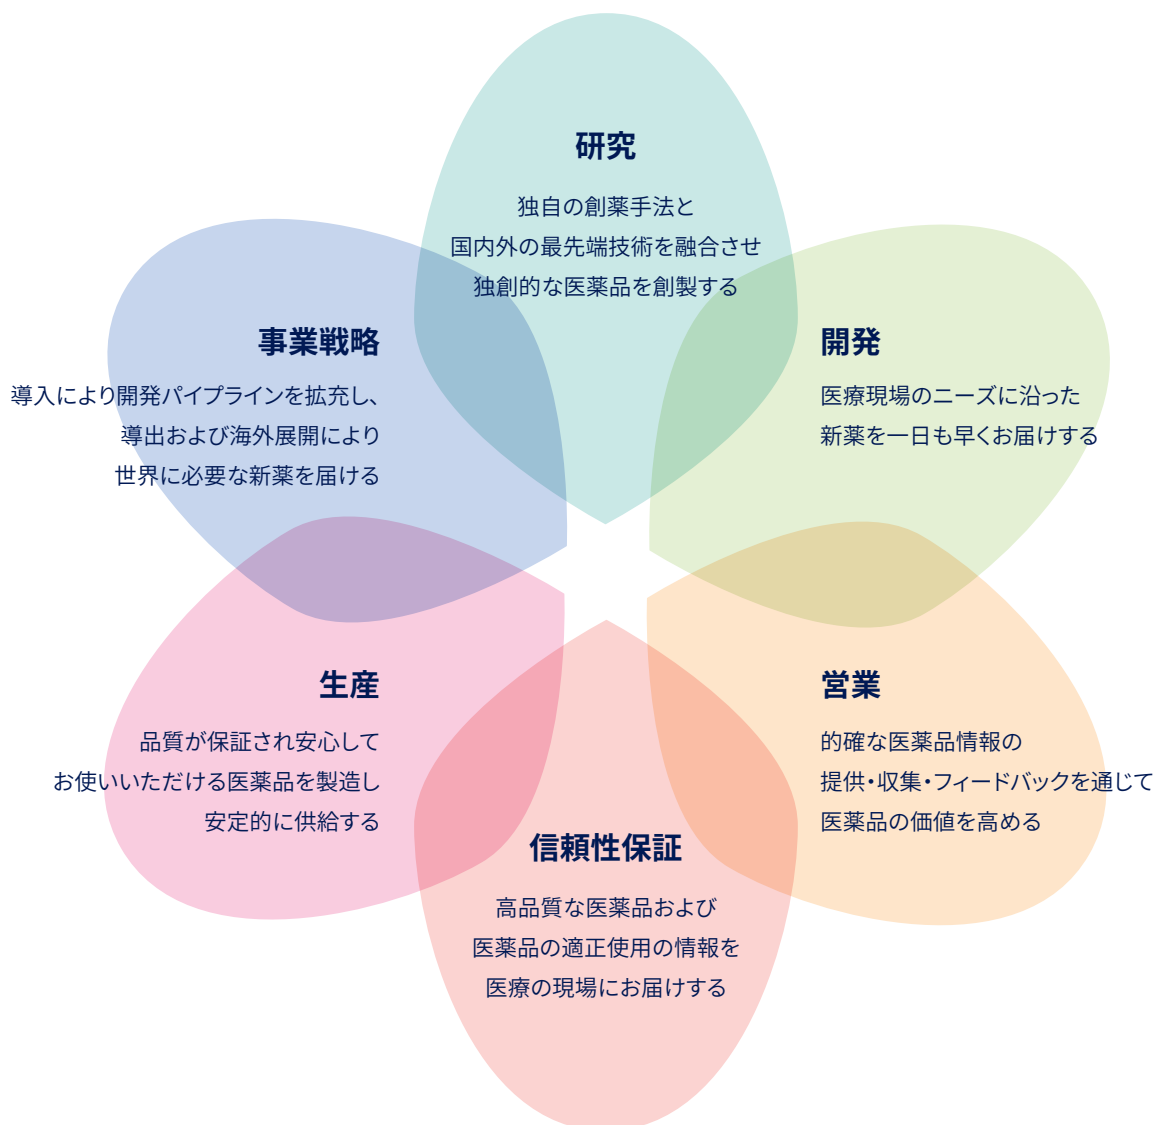 研究
独自の創薬手法と
国内外の最先端技術を融合させ
独創的な医薬品を創製する
開発
医療現場のニーズに沿った
新薬を一日も早くお届けする
営業
的確な医薬品情報の
提供・収集・フィードバックを通じて
医薬品の価値を高める
信頼性保証
高品質な医薬品および
医薬品の適正使用の情報を
医療の現場にお届けする
生産
品質が保証され安心して
お使いいただける医薬品を製造し
安定的に供給する
事業戦略
導入により開発パイプラインを拡充し、
導出および海外展開により
世界に必要な新薬を届ける